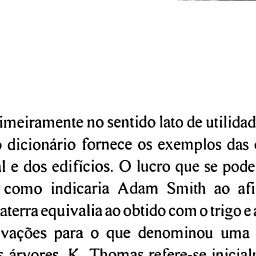 imeiramente no sentido lato de utilidad
dicionário fornece os exemplos das
l e dos edifícios. O lucro que se pode
como indicaria Adam Smith ao afi
aterra equivalia ao obtido com o trigo e
vações para o que denominou uma
árvores. K. Thomas refere-se inicial